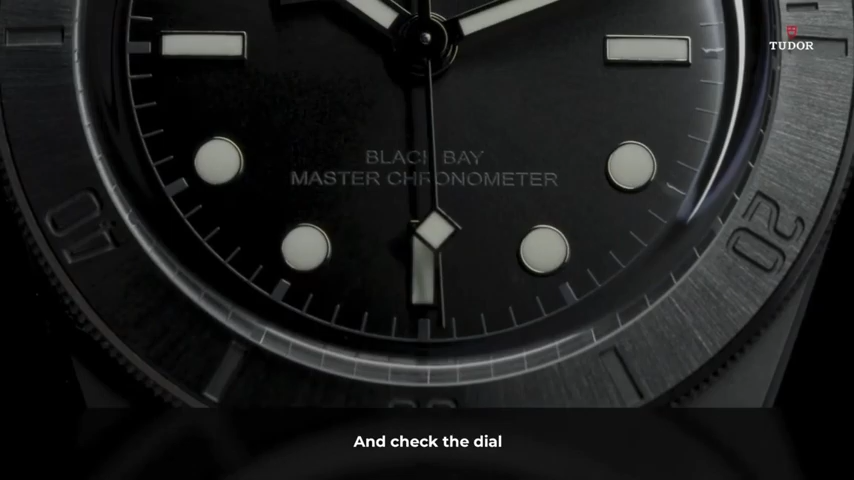 TUDOR
BLACK BAY
MASTER CHRONOMETER
40
20
And check the dial